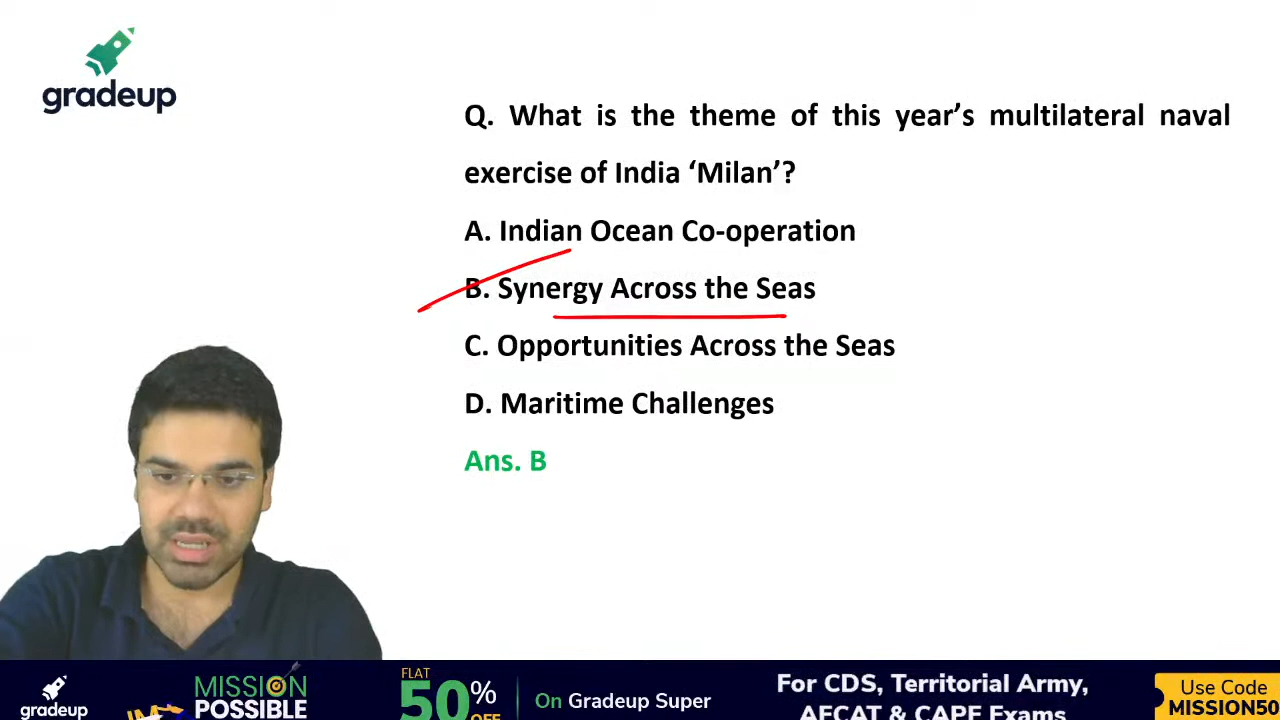 gradeup
Q. What is the theme of this year’s multilateral naval
exercise of India ‘Milan’?
A. Indian Ocean Co-operation
B. Synergy Across the Seas
C. Opportunities Across the Seas
D. Maritime Challenges
Ans. B
gradeup
MISSION
POSSIBLE
FLAT
50%
OFF
On Gradeup Super
For CDS, Territorial Army,
AFCAT & CAPF Exams
Use Code
MISSION50